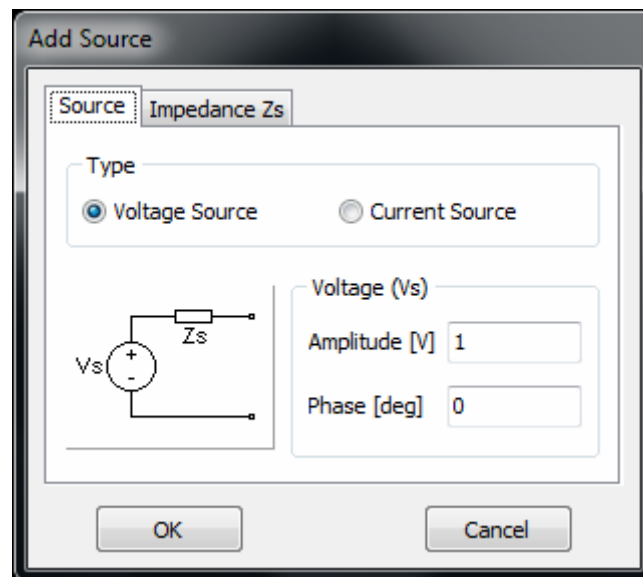 Add Source
Source Impedance Zs
Type
Voltage Source Current Source
Voltage (Vs)
Amplitude [V] 1
Phase [deg] 0
Zs
Vs
+
-
OK Cancel